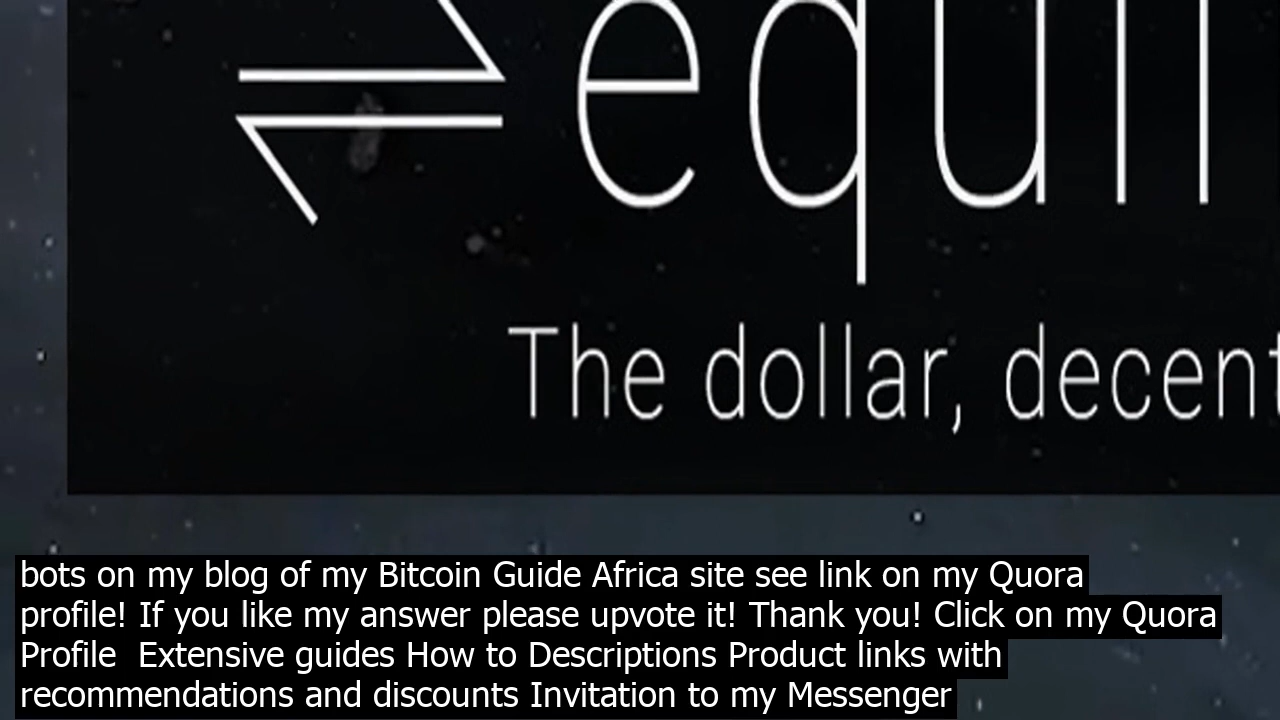 equil
The dollar, decent
bots on my blog of my Bitcoin Guide Africa site see link on my Quora
profile! If you like my answer please upvote it! Thank you! Click on my Quora
Profile  Extensive guides How to Descriptions Product links with
recommendations and discounts Invitation to my Messenger